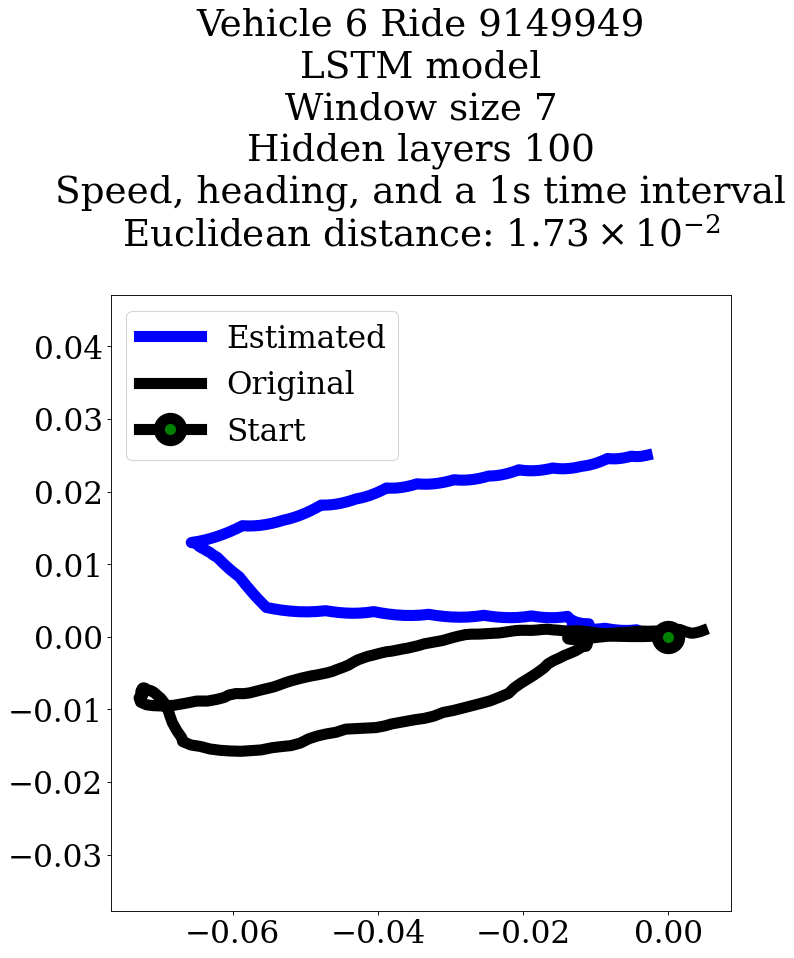 Vehicle 6 Ride 9149949
LSTM model
Window size 7
Hidden layers 100
Speed, heading, and a 1s time interval
Euclidean distance: 1.73 × 10⁻²
Estimated
Original
Start
0.04
0.03
0.02
0.01
0.00
−0.01
−0.02
−0.03
−0.06 −0.04 −0.02 0.00